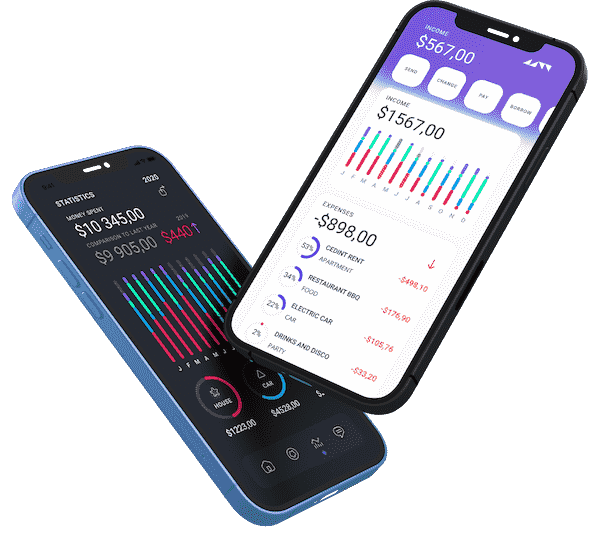 INCOME
$567,00
SEND
CHANGE
PAY
BORROW
INCOME
$1567,00
J F M A M J J A S O N D
EXPENSES
-$898,00
53%
CEDINT RENT
APARTMENT
-$498,10
34%
RESTAURANT BBQ
FOOD
-$176,90
22%
ELECTRIC CAR
CAR
-$105,76
2%
DRINKS AND DISCO
PARTY
-$33,20
STATISTICS
2020
MONEY SPENT
$10 345,00
COMPARISON TO LAST YEAR
2019
$9 905,00
$440↑
J F M A M J J
HOUSE
$1223,00
CAR
$4528,00